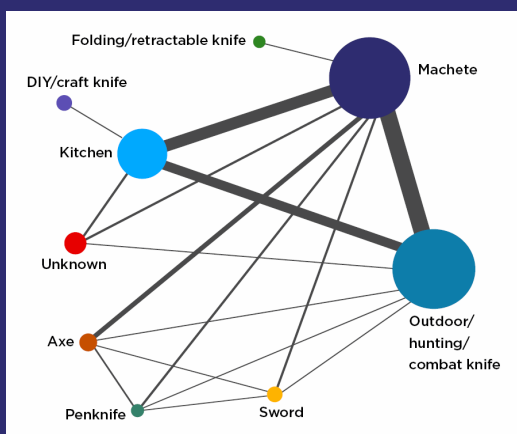 Folding/retractable knife
Machete
DIY/craft knife
Kitchen
Unknown
Outdoor/
hunting/
combat knife
Axe
Penknife
Sword